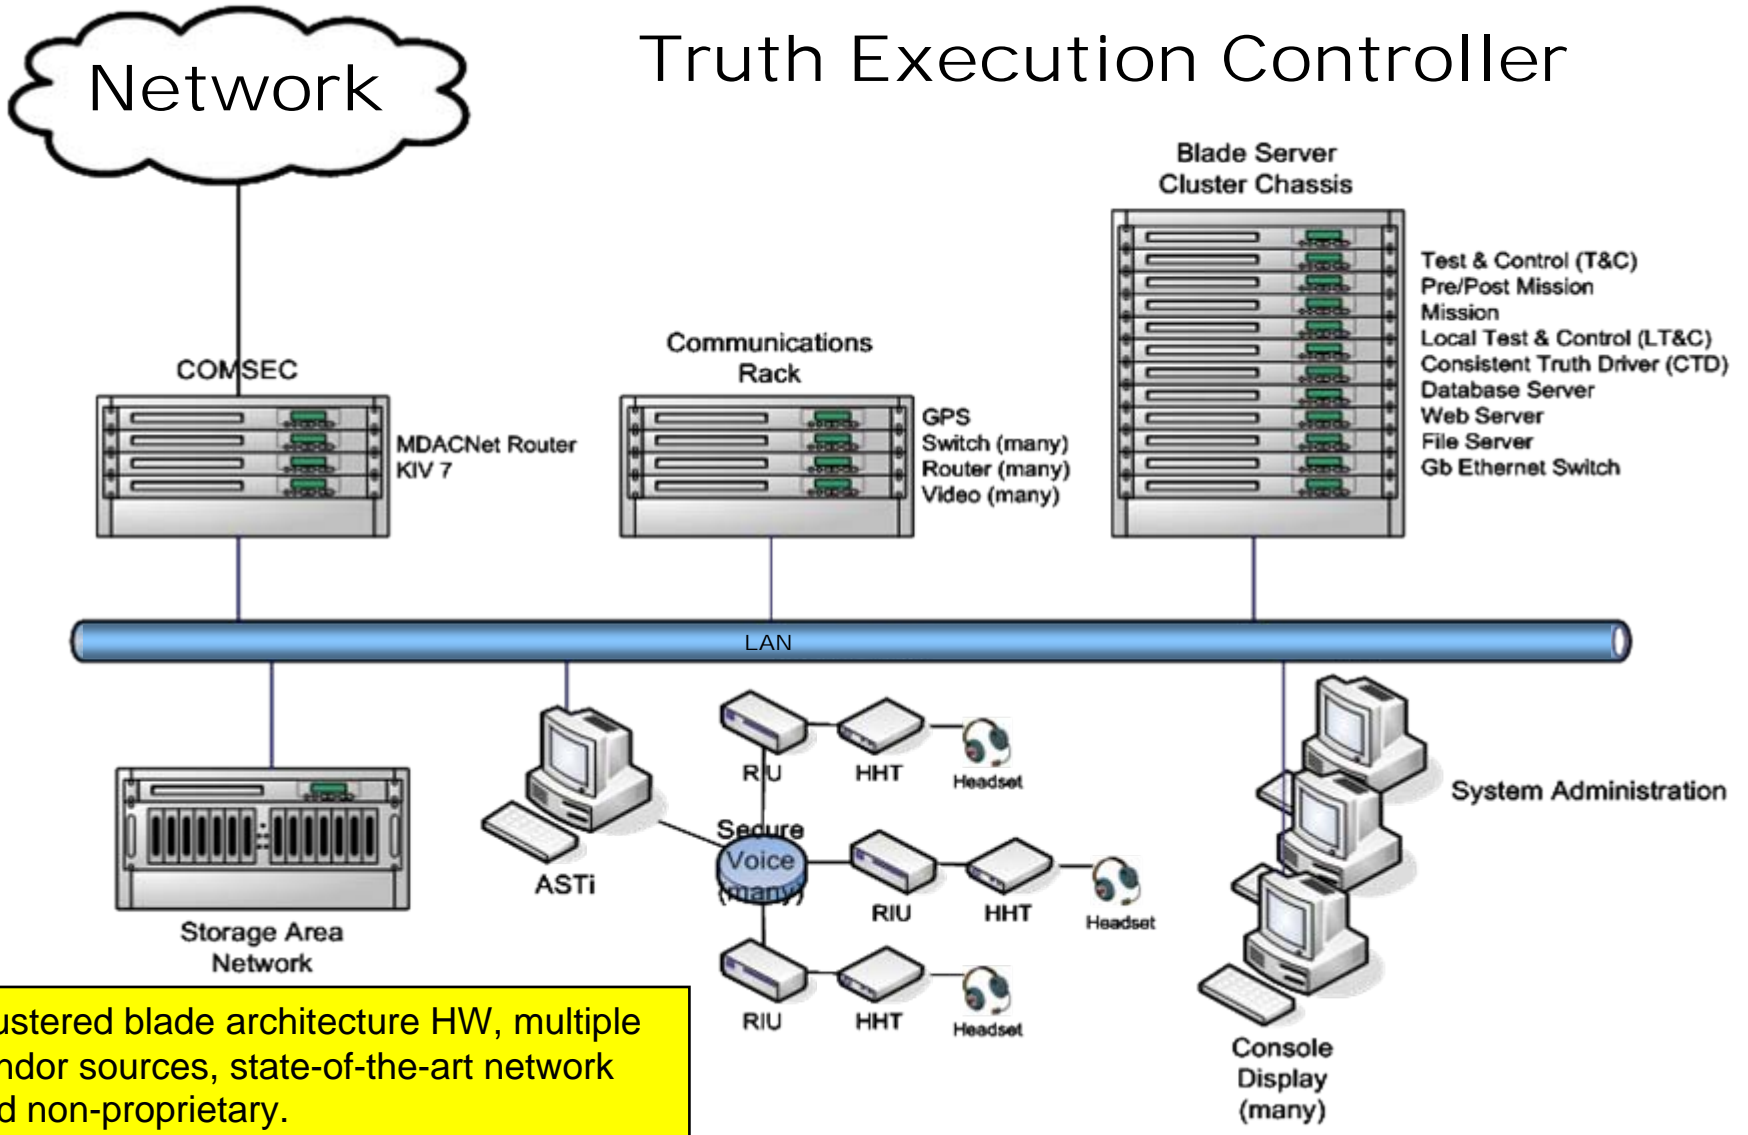 Network
Truth Execution Controller
Blade Server
Cluster Chassis
Test & Control (T&C)
Pre/Post Mission
Mission
Local Test & Control (LT&C)
Consistent Truth Driver (CTD)
Database Server
Web Server
File Server
Gb Ethernet Switch
Communications
Rack
GPS
Switch (many)
Router (many)
Video (many)
COMSEC
MDACNet Router
KIV 7
LAN
RIU
HHT
Headset
System Administration
Secure
Voice
(many)
ASTi
RIU
HHT
Headset
Storage Area
Network
RIU
HHT
Headset
Console
Display
(many)
ustered blade architecture HW, multiple
ndor sources, state-of-the-art network
d non-proprietary.